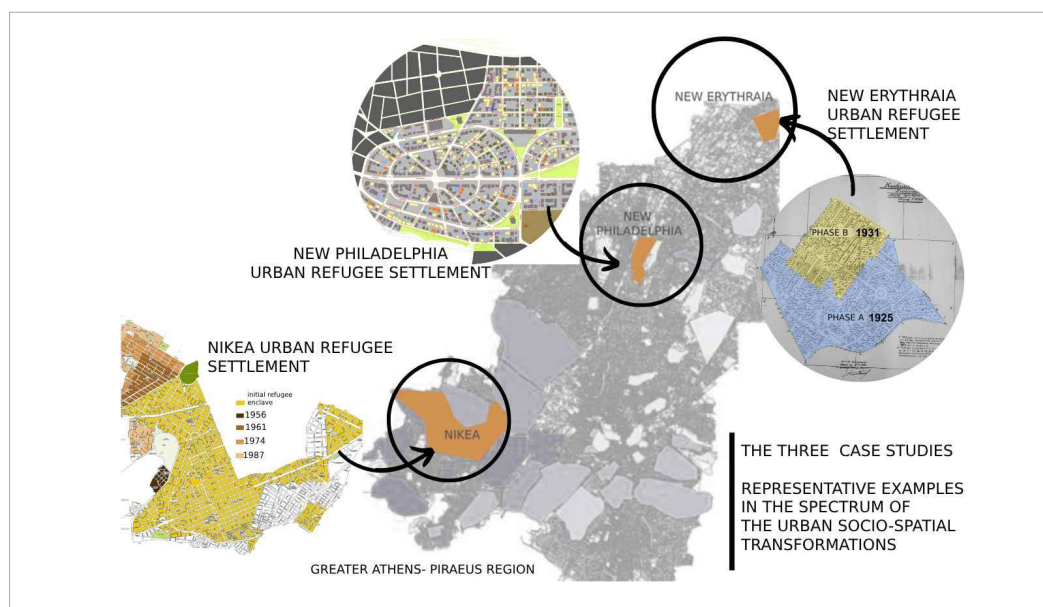 NEW ERYTHRAIA
NEW ERYTHRAIA
URBAN REFUGEE
SETTLEMENT
NEW
PHILADELPHIA
NEW PHILADELPHIA
URBAN REFUGEE SETTLEMENT
PHASE B 1931
PHASE A 1925
NIKEA URBAN REFUGEE
SETTLEMENT
initial refugee
enclave
1956
1961
1974
1987
NIKEA
THE THREE CASE STUDIES
REPRESENTATIVE EXAMPLES
IN THE SPECTRUM OF
THE URBAN SOCIO-SPATIAL
TRANSFORMATIONS
GREATER ATHENS- PIRAEUS REGION